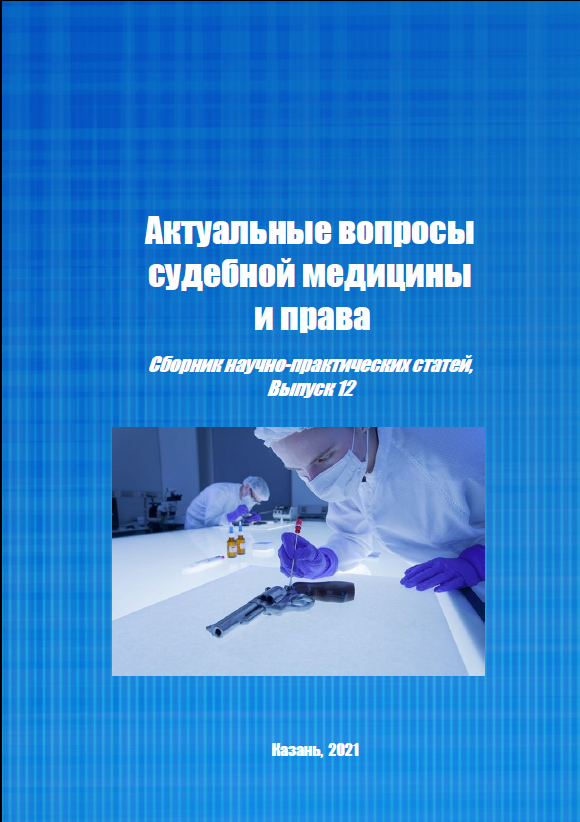 Актуальные вопросы
судебной медицины
и права
Сборник научно-практических статей,
Выпуск 12
Казань, 2021